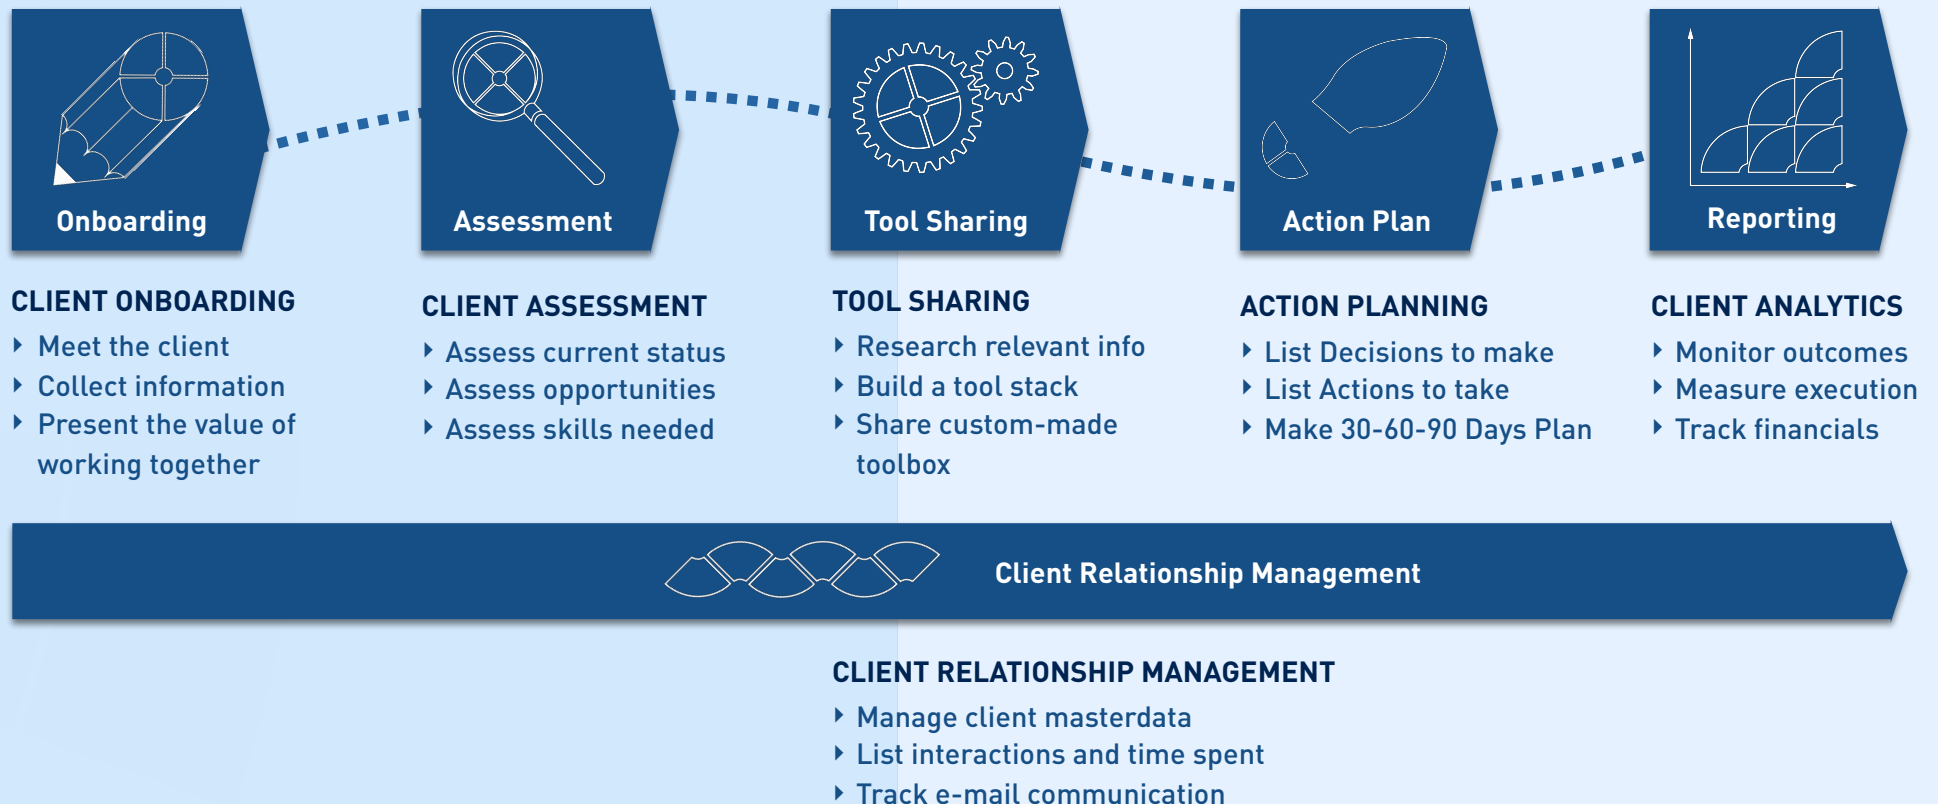 Onboarding
Assessment
Tool Sharing
Action Plan
Reporting
CLIENT ONBOARDING
Meet the client
Collect information
Present the value of
working together
CLIENT ASSESSMENT
Assess current status
Assess opportunities
Assess skills needed
TOOL SHARING
Research relevant info
Build a tool stack
Share custom-made
toolbox
ACTION PLANNING
List Decisions to make
List Actions to take
Make 30-60-90 Days Plan
CLIENT ANALYTICS
Monitor outcomes
Measure execution
Track financials
Client Relationship Management
CLIENT RELATIONSHIP MANAGEMENT
Manage client masterdata
List interactions and time spent
Track e-mail communication